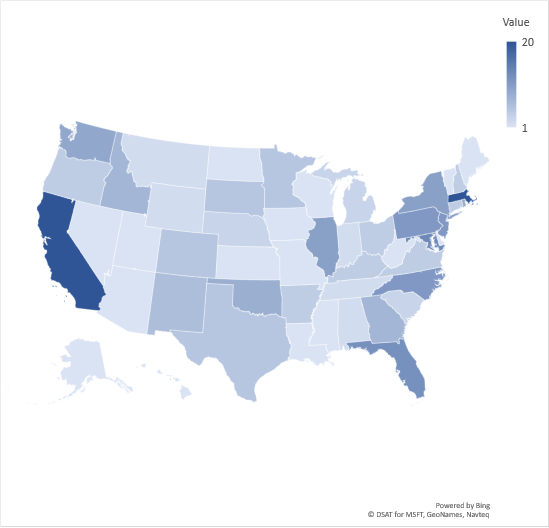 Value
20
1
Powered by Bing
© DSAT for MSFT, GeoNames, Navteq